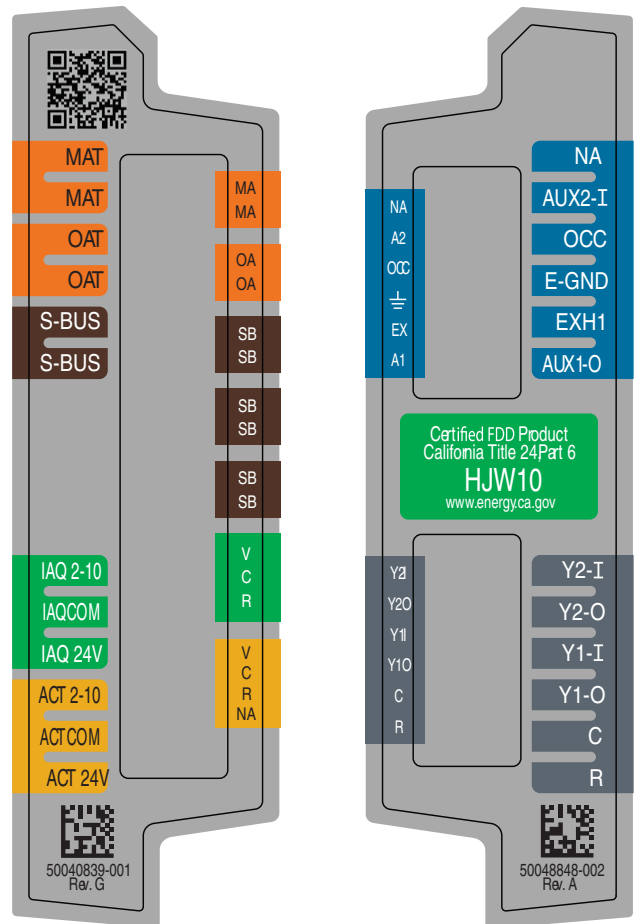 MAT
MAT
OAT
OAT
S-BUS
S-BUS
IAQ 2-10
IAQCOM
IAQ 24V
ACT 2-10
ACTCOM
ACT 24V
50040839-001
Rev. G
MA
MA
OA
OA
SB
SB
SB
SB
SB
SB
V
C
R
V
C
R
NA
NA
A2
OCC
EX
A1
Y2I
Y2O
Y1I
Y1O
C
R
Certified FDD Product
California Title 24,Part 6
HJW10
www.energy.ca.gov
NA
AUX2-I
OCC
E-GND
EXH1
AUX1-O
Y2-I
Y2-O
Y1-I
Y1-O
C
R
50048848-002
Rev. A